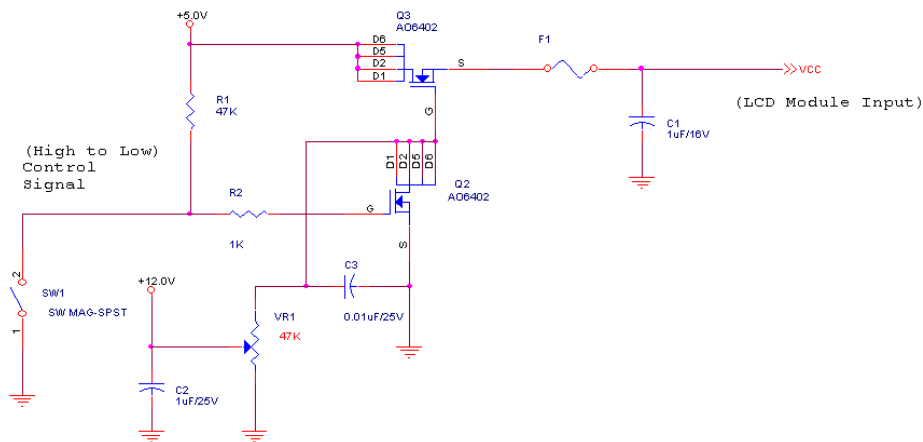 +5.0V
Q3
AO6402
D6
D5
D2
D1
S
G
F1
VCC
(LCD Module Input)
C1
1uF/16V
R1
47K
(High to Low)
Control
Signal
D1
D2
D5
D6
Q2
AO6402
R2
1K
G
S
2
SW1
SW MAG-SPST
1
+12.0V
C3
0.01uF/25V
VR1
47K
C2
1uF/25V